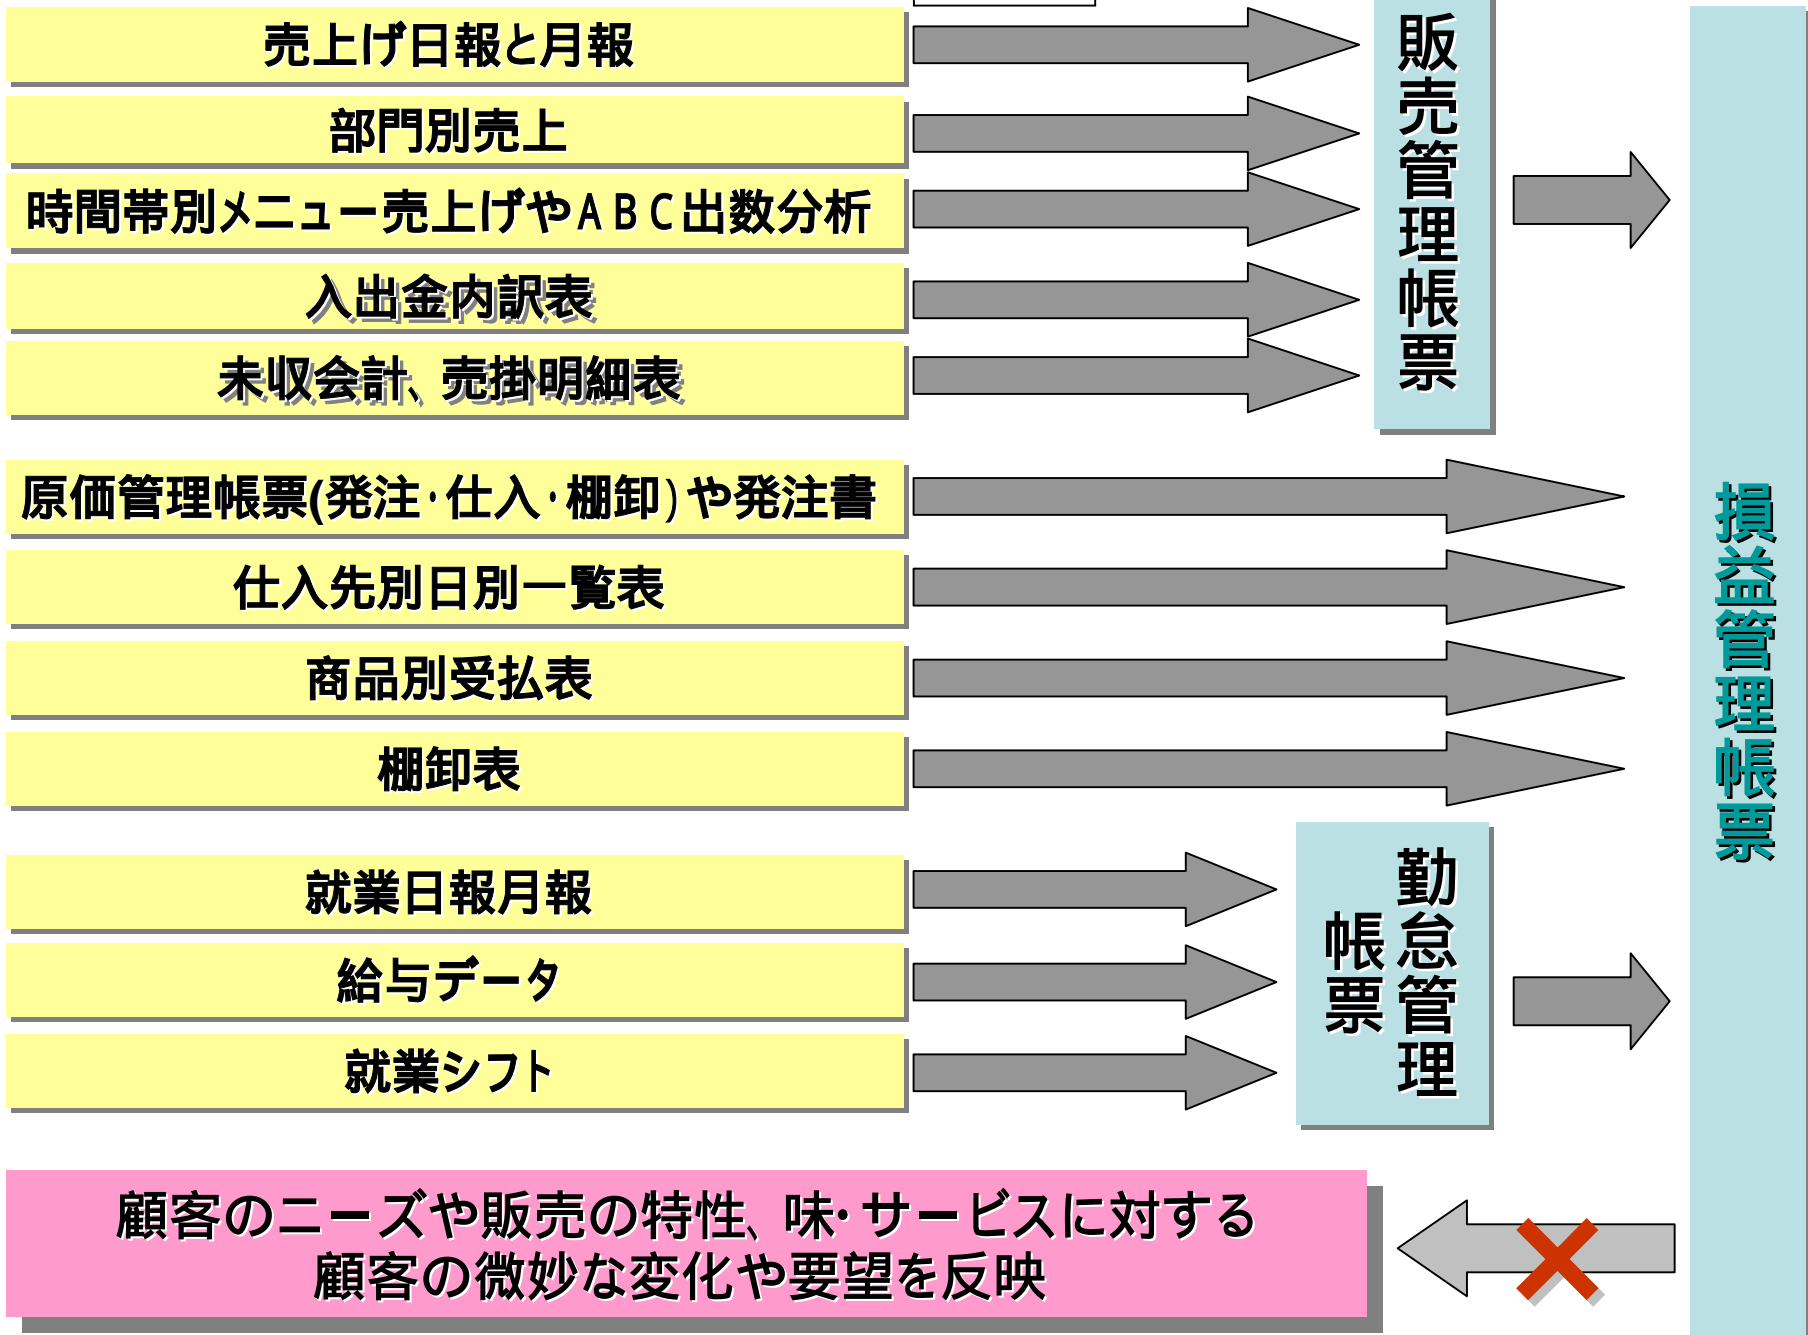 売上げ日報と月報
部門別売上
時間帯別メニュー売上げやABC出数分析
入出金内訳表
未収会計、売掛明細表
販売管理帳票
原価管理帳票(発注・仕入・棚卸)や発注書
仕入先別日別一覧表
商品別受払表
棚卸表
損益管理帳票
就業日報月報
給与データ
就業シフト
勤怠管理
帳票
顧客のニーズや販売の特性、味・サービスに対する
顧客の微妙な変化や要望を反映